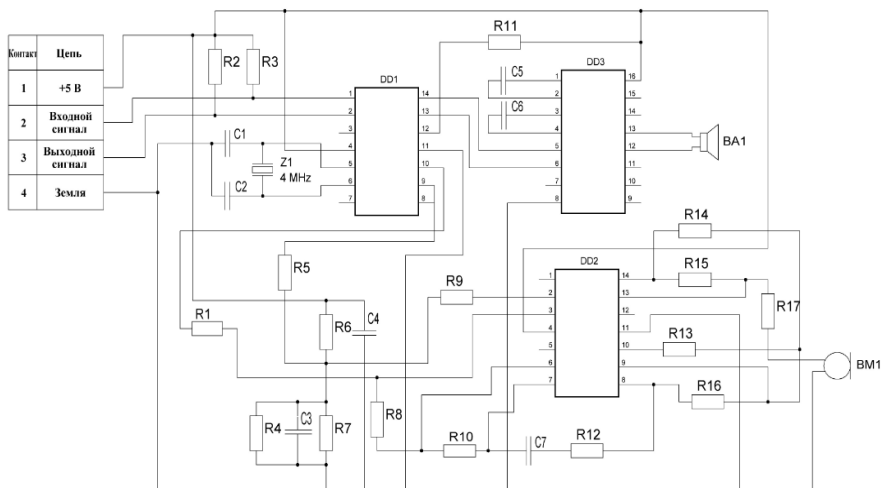 Контакт Цепь
1 +5 В
2 Входной сигнал
3 Выходной сигнал
4 Земля
R2
R3
R11
DD1
1
2
3
4
5
6
7
14
13
12
11
10
9
8
C1
C2
Z1
4 MHz
DD3
C5
C6
1
2
3
4
5
6
7
8
16
15
14
13
12
11
10
9
BA1
R5
R1
R6
C4
R9
R4
C3
R7
R8
R10
C7
R12
DD2
1
2
3
4
5
6
7
14
13
12
11
10
9
8
R14
R15
R17
R13
R16
BM1